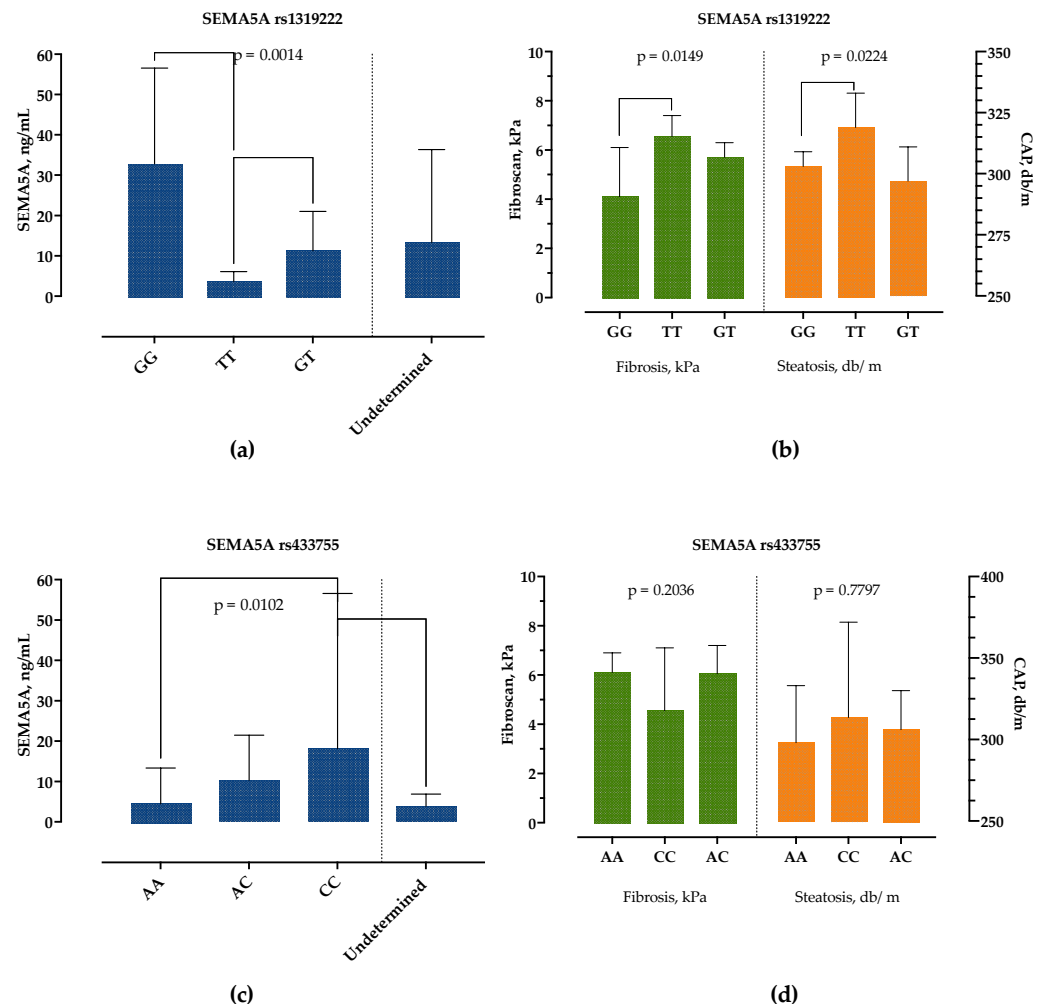 SEMA5A rs1319222
p = 0.0014
SEMA5A, ng/mL
60
50
40
30
20
10
0
GG
TT
GT
Undetermined
(a)
SEMA5A rs1319222
p = 0.0149
p = 0.0224
Fibroscan, kPa
10
8
6
4
2
0
CAP, db/m
350
325
300
275
250
GG
TT
GT
GG
TT
GT
Fibrosis, kPa
Steatosis, db/ m
(b)
SEMA5A rs433755
p = 0.0102
SEMA5A, ng/mL
60
50
40
30
20
10
0
AA
AC
CC
Undetermined
(c)
SEMA5A rs433755
p = 0.2036
p = 0.7797
Fibroscan, kPa
10
8
6
4
2
0
CAP, db/m
400
350
300
250
AA
CC
AC
AA
CC
AC
Fibrosis, kPa
Steatosis, db/ m
(d)